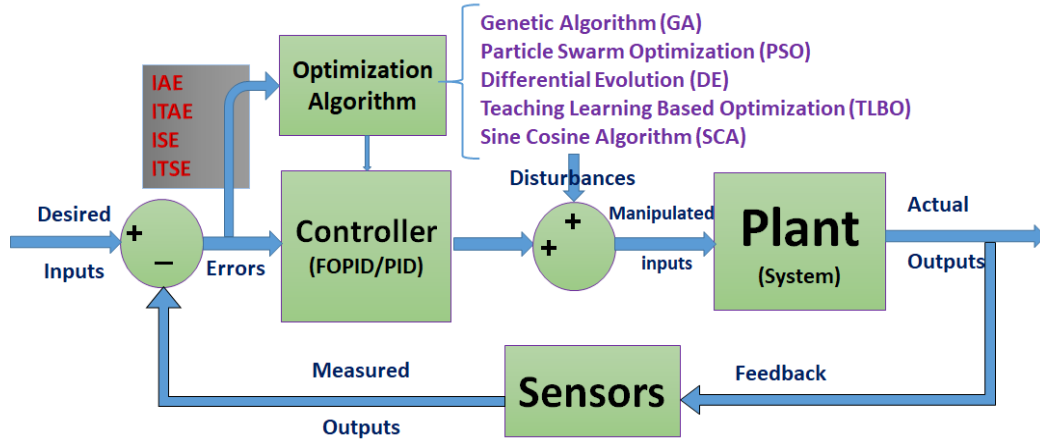 Genetic Algorithm (GA)
Particle Swarm Optimization (PSO)
Differential Evolution (DE)
Teaching Learning Based Optimization (TLBO)
Sine Cosine Algorithm (SCA)
Optimization
Algorithm
IAE
ITAE
ISE
ITSE
Desired
Inputs
+
−
Errors
Controller
(FOPID/PID)
Disturbances
+
+
Manipulated
inputs
Plant
(System)
Actual
Outputs
Feedback
Sensors
Measured
Outputs